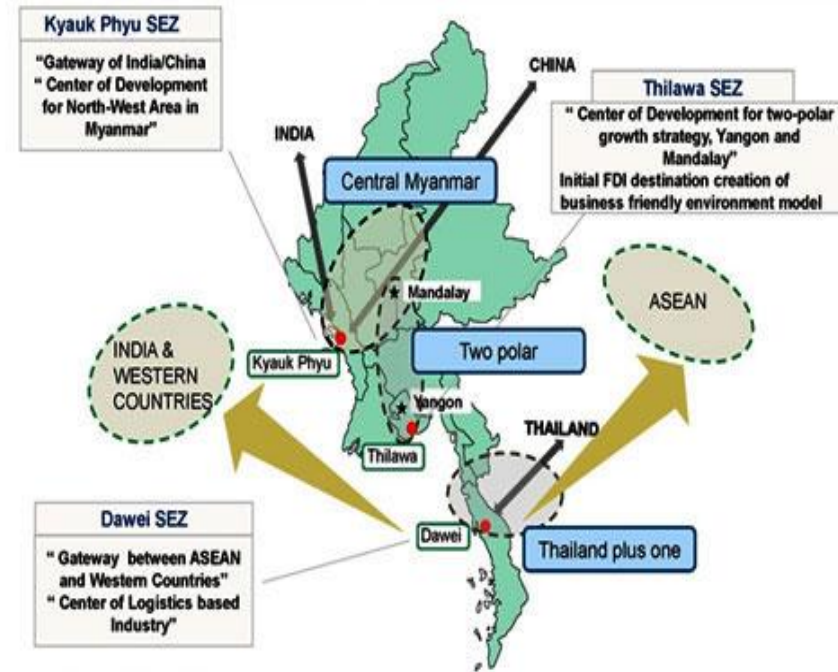 Kyauk Phyu SEZ
"Gateway of India/China
" Center of Development
for North-West Area in
Myanmar"
CHINA
Thilawa SEZ
" Center of Development for two-polar
growth strategy, Yangon and
Mandalay"
Initial FDI destination creation of
business friendly environment model
INDIA
Central Myanmar
Mandalay
ASEAN
INDIA &
WESTERN
COUNTRIES
Kyauk Phyu
Two polar
Yangon
Thilawa
THAILAND
Dawei SEZ
" Gateway between ASEAN
and Western Countries"
" Center of Logistics based
Industry"
Dawei
Thailand plus one